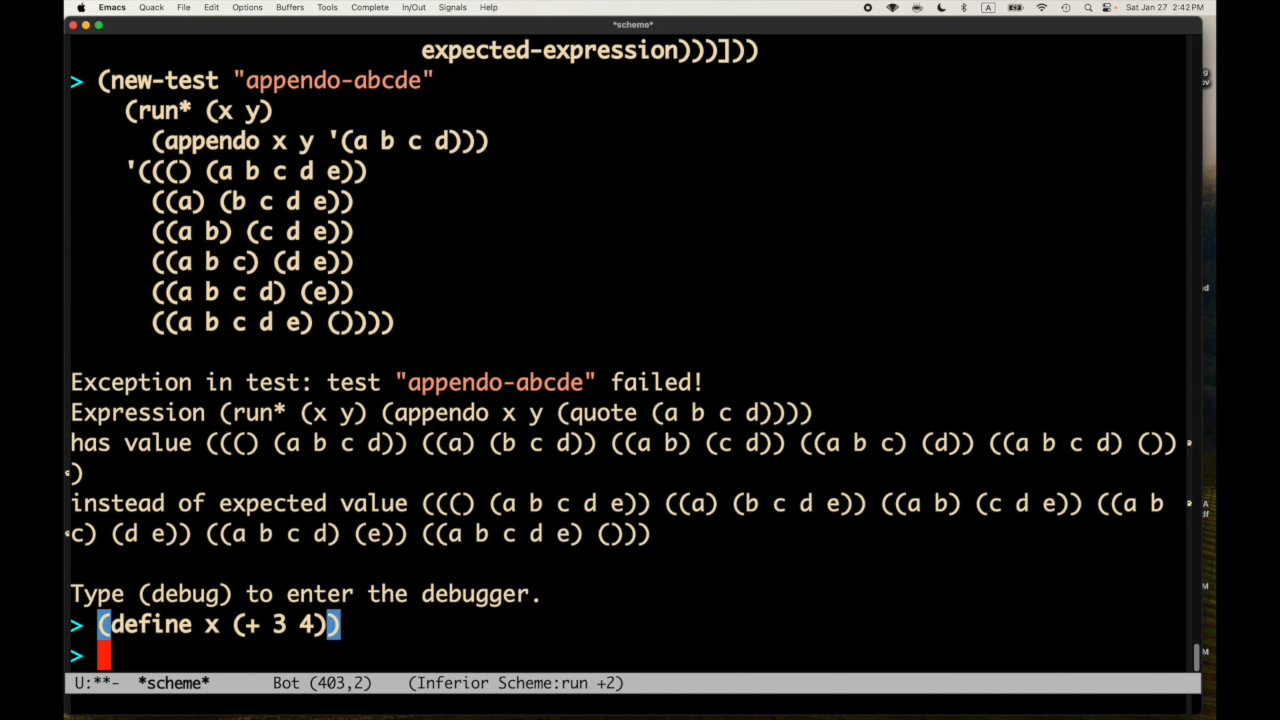 Emacs Quack File Edit Options Buffers Tools Complete In/Out Signals Help A Sat Jan 27 2:42 PM
*scheme*
expected-expression)))]))
> (new-test "appendo-abcde"
(run* (x y)
(appendo x y '(a b c d)))
'((() (a b c d e))
((a) (b c d e))
((a b) (c d e))
((a b c) (d e))
((a b c d) (e))
((a b c d e) ())))
Exception in test: test "appendo-abcde" failed!
Expression (run* (x y) (appendo x y (quote (a b c d))))
has value ((() (a b c d)) ((a) (b c d)) ((a b) (c d)) ((a b c) (d)) ((a b c d) ())
)
instead of expected value ((() (a b c d e)) ((a) (b c d e)) ((a b) (c d e)) ((a b
c) (d e)) ((a b c d) (e)) ((a b c d e) ()))
Type (debug) to enter the debugger.
> (define x (+ 3 4))
>
U:**- *scheme* Bot (403,2) (Inferior Scheme:run +2)